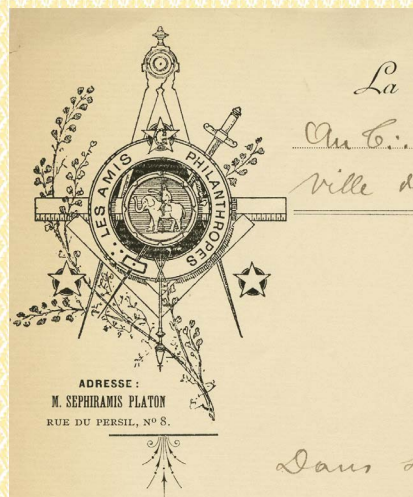 La
Au C∴
ville d
LES AMIS PHILANTHROPES
ADRESSE :
M. SEPHIRAMIS PLATON
RUE DU PERSIL, Nº 8.
Dans